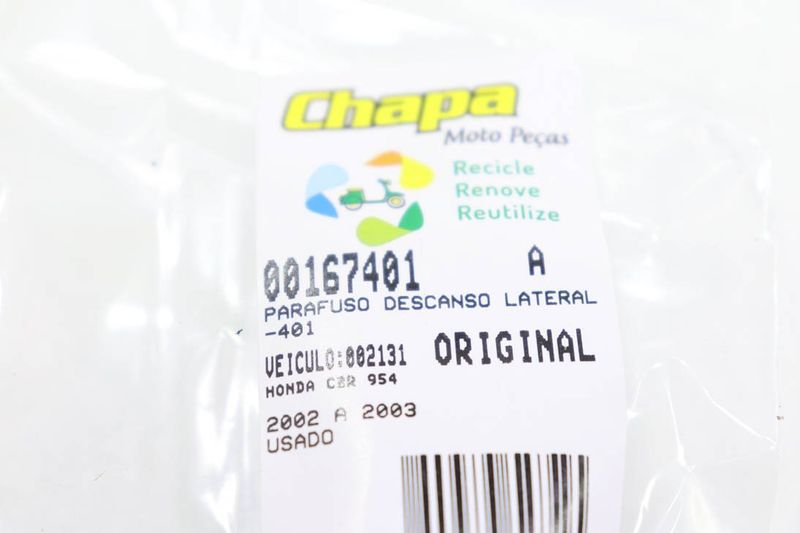 Chapa
Moto Peças
Recicle
Renove
Reutilize
00167401 A
PARAFUSO DESCANSO LATERAL
-401
VEICULO:002131 ORIGINAL
HONDA CBR 954
2002 A 2003
USADO